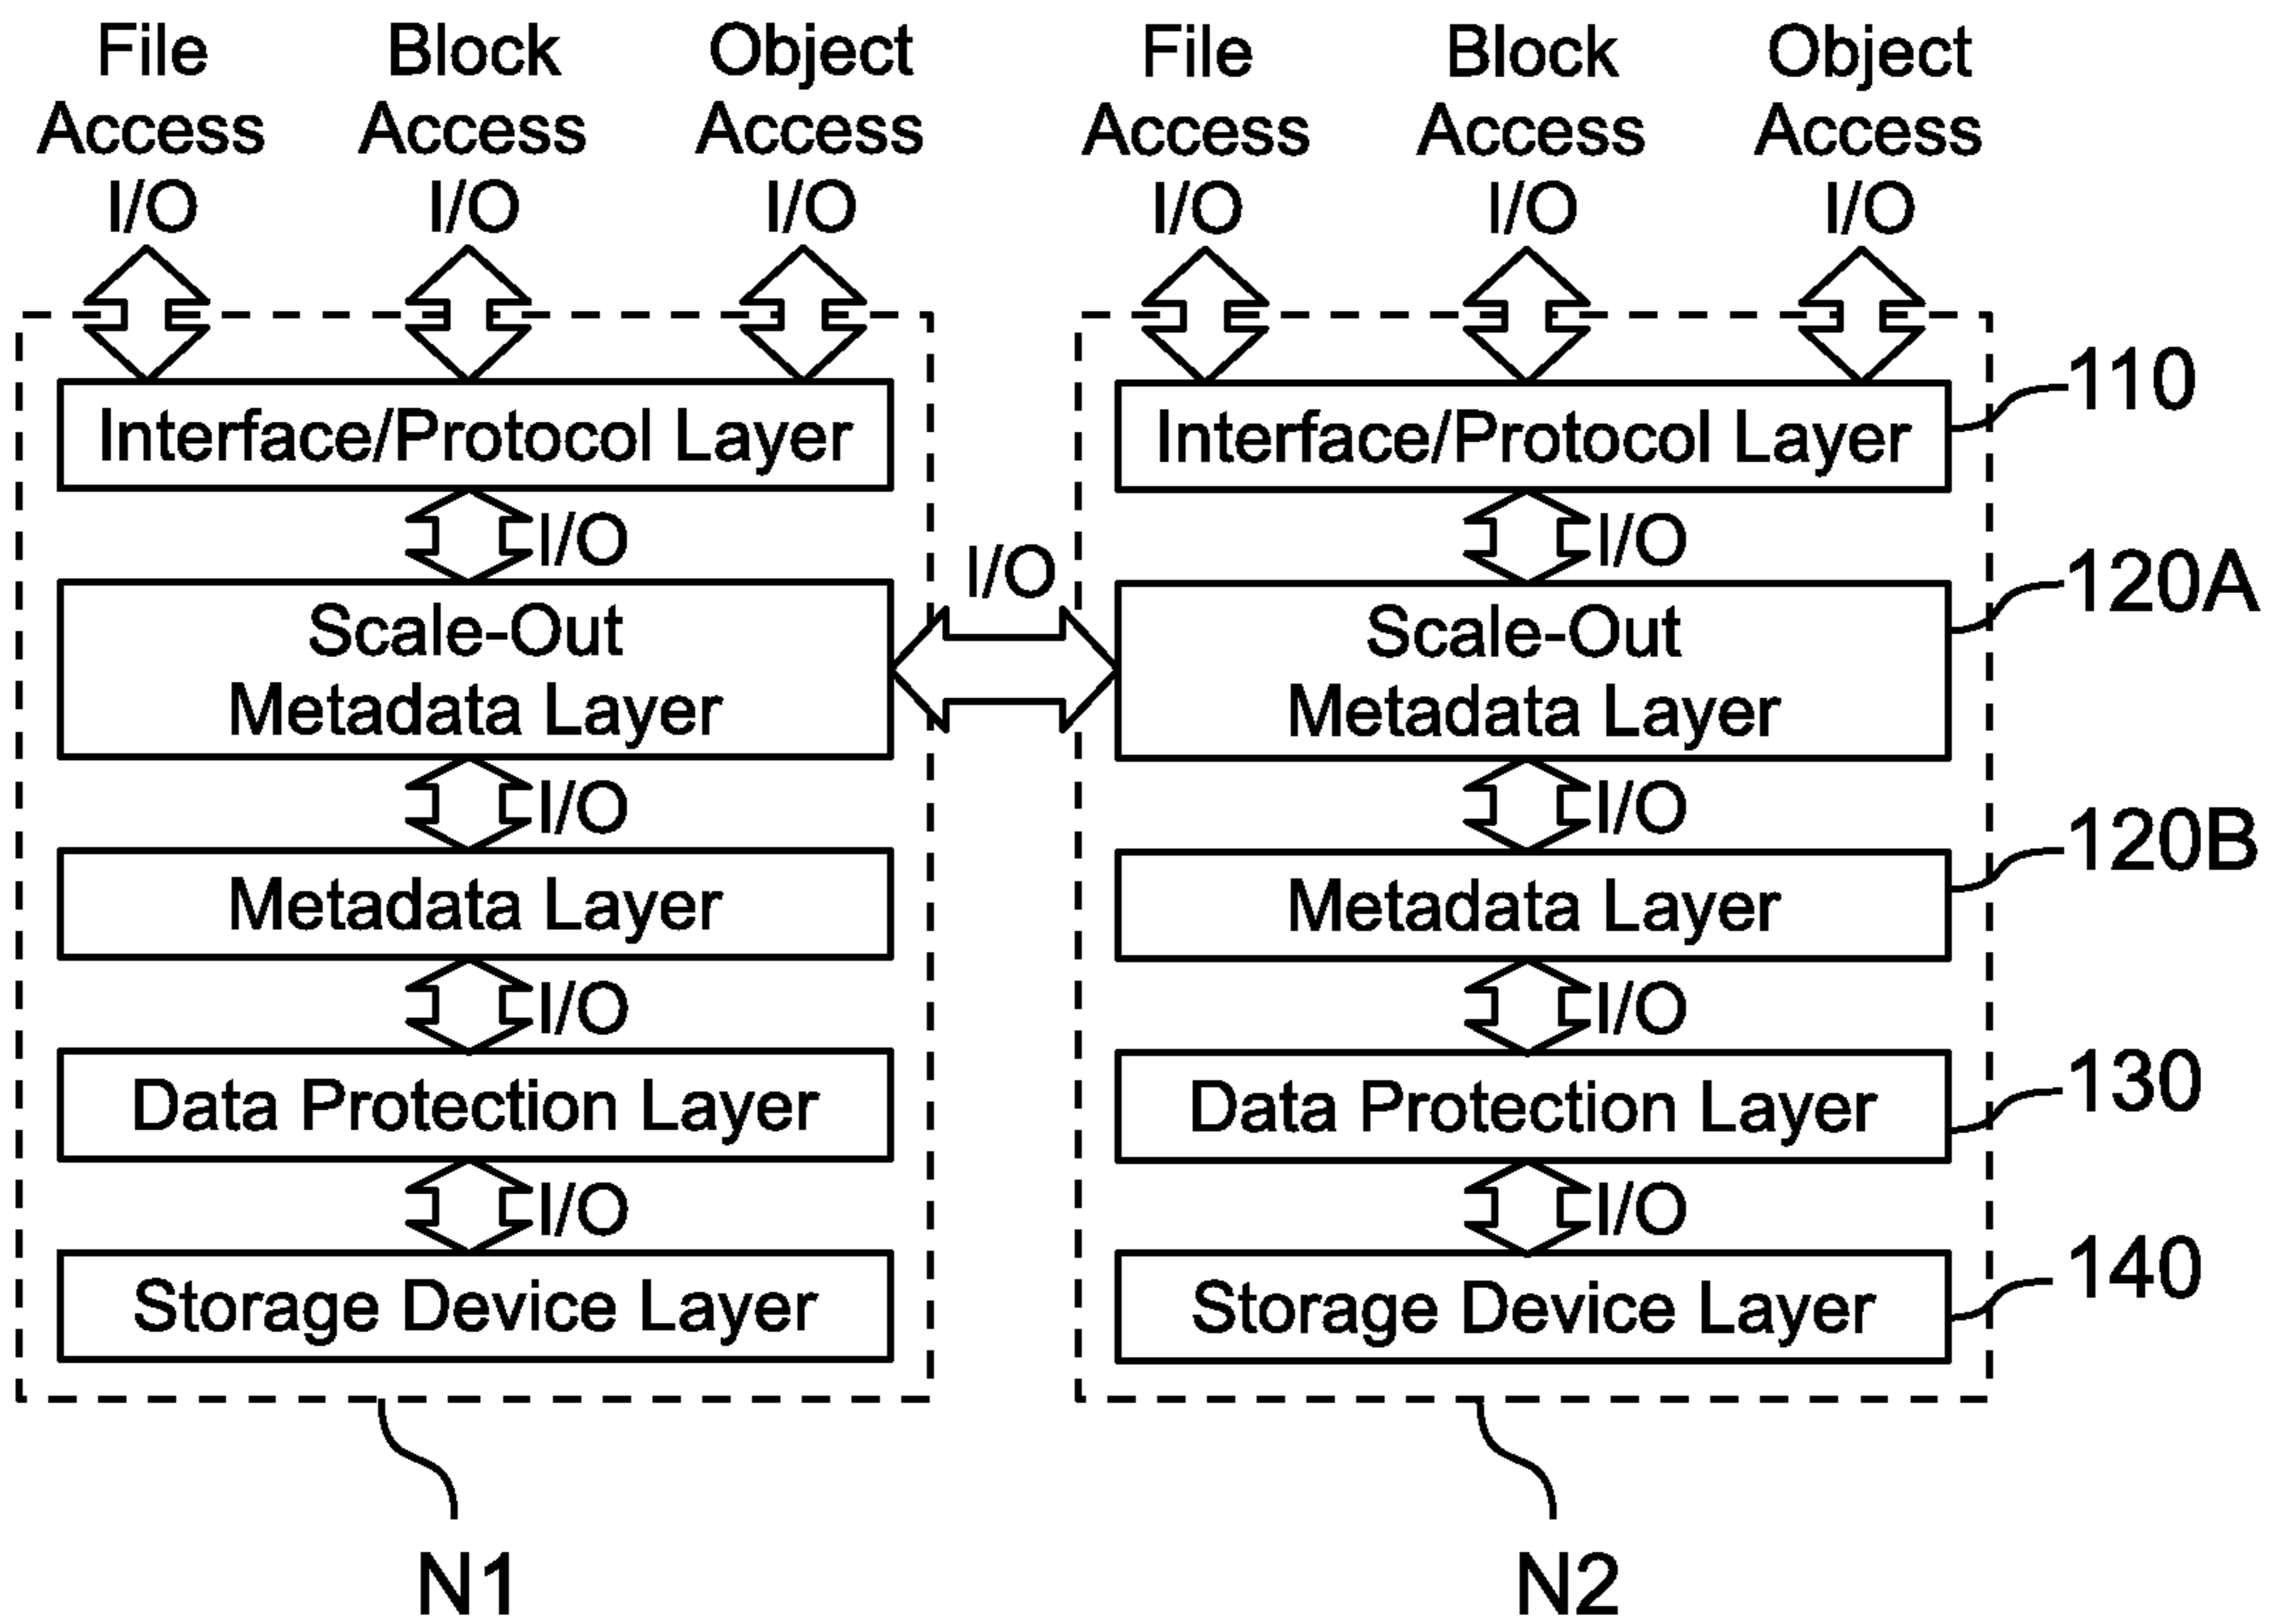 File
Access
I/O
Block
Access
I/O
Object
Access
I/O
File
Access
I/O
Block
Access
I/O
Object
Access
I/O
Interface/Protocol Layer
I/O
Scale-Out
Metadata Layer
I/O
Metadata Layer
I/O
Data Protection Layer
I/O
Storage Device Layer
N1
I/O
Interface/Protocol Layer
110
I/O
Scale-Out
Metadata Layer
120A
I/O
Metadata Layer
120B
I/O
Data Protection Layer
130
I/O
Storage Device Layer
140
N2